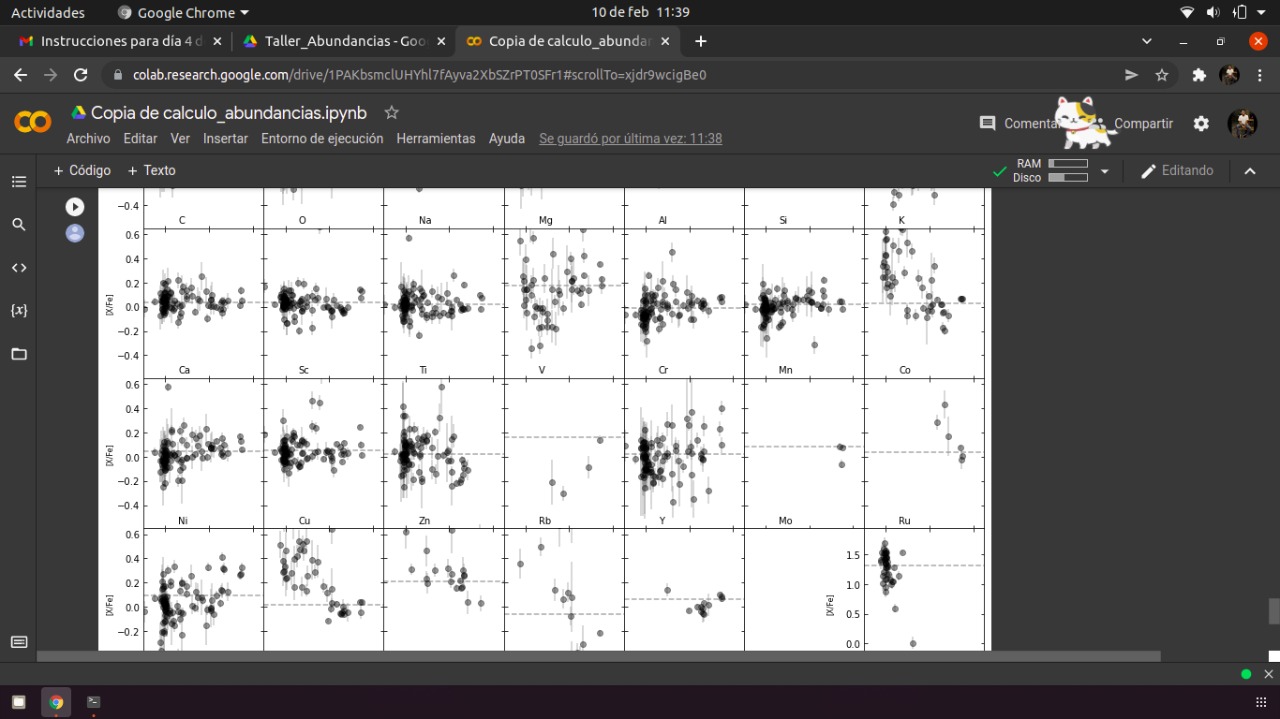 Actividades Google Chrome 10 de feb 11:39
Instrucciones para día 4 d Taller_Abundancias - Goo Copia de calculo_abundan
colab.research.google.com/drive/1PAKbsmclUHYhl7fAyva2XbSZrPT0SFr1#scrollTo=xjdr9wcigBe0
Copia de calculo_abundancias.ipynb
Archivo Editar Ver Insertar Entorno de ejecución Herramientas Ayuda Se guardó por última vez: 11:38
Comenta Compartir
+ Código + Texto
RAM
Disco
Editando
{x}
−0.4
C O Na Mg Al Si K
0.6
0.4
0.2
0.0
−0.2
−0.4
[X/Fe]
Ca Sc Ti V Cr Mn Co
0.6
0.4
0.2
0.0
−0.2
−0.4
[X/Fe]
Ni Cu Zn Rb Y Mo Ru
0.6
0.4
0.2
0.0
−0.2
[X/Fe]
1.5
1.0
0.5
0.0
[X/Fe]